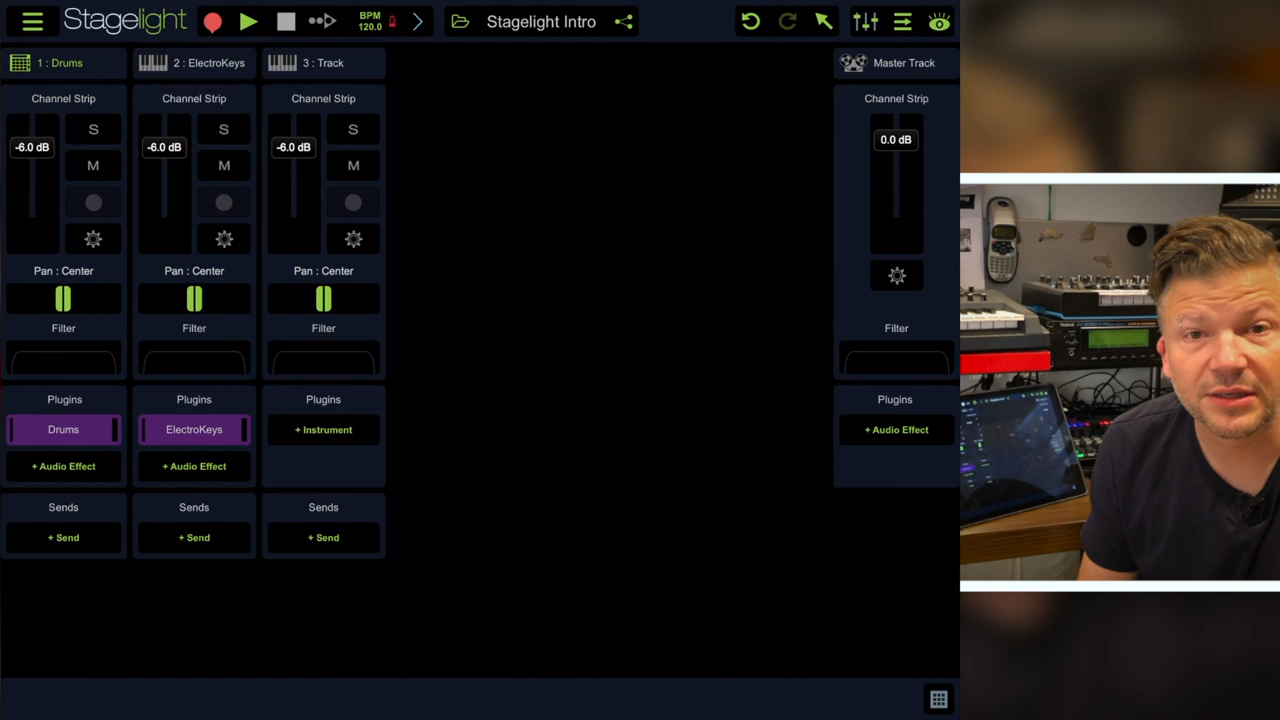 Stagelight
BPM
120.0
Stagelight Intro
1 : Drums
2 : ElectroKeys
3 : Track
Master Track
Channel Strip
Channel Strip
Channel Strip
Channel Strip
-6.0 dB
S
M
-6.0 dB
S
M
-6.0 dB
S
M
0.0 dB
Pan : Center
Pan : Center
Pan : Center
Filter
Filter
Filter
Filter
Plugins
Plugins
Plugins
Plugins
Drums
ElectroKeys
+ Instrument
+ Audio Effect
+ Audio Effect
+ Audio Effect
Sends
Sends
Sends
+ Send
+ Send
+ Send
Roland